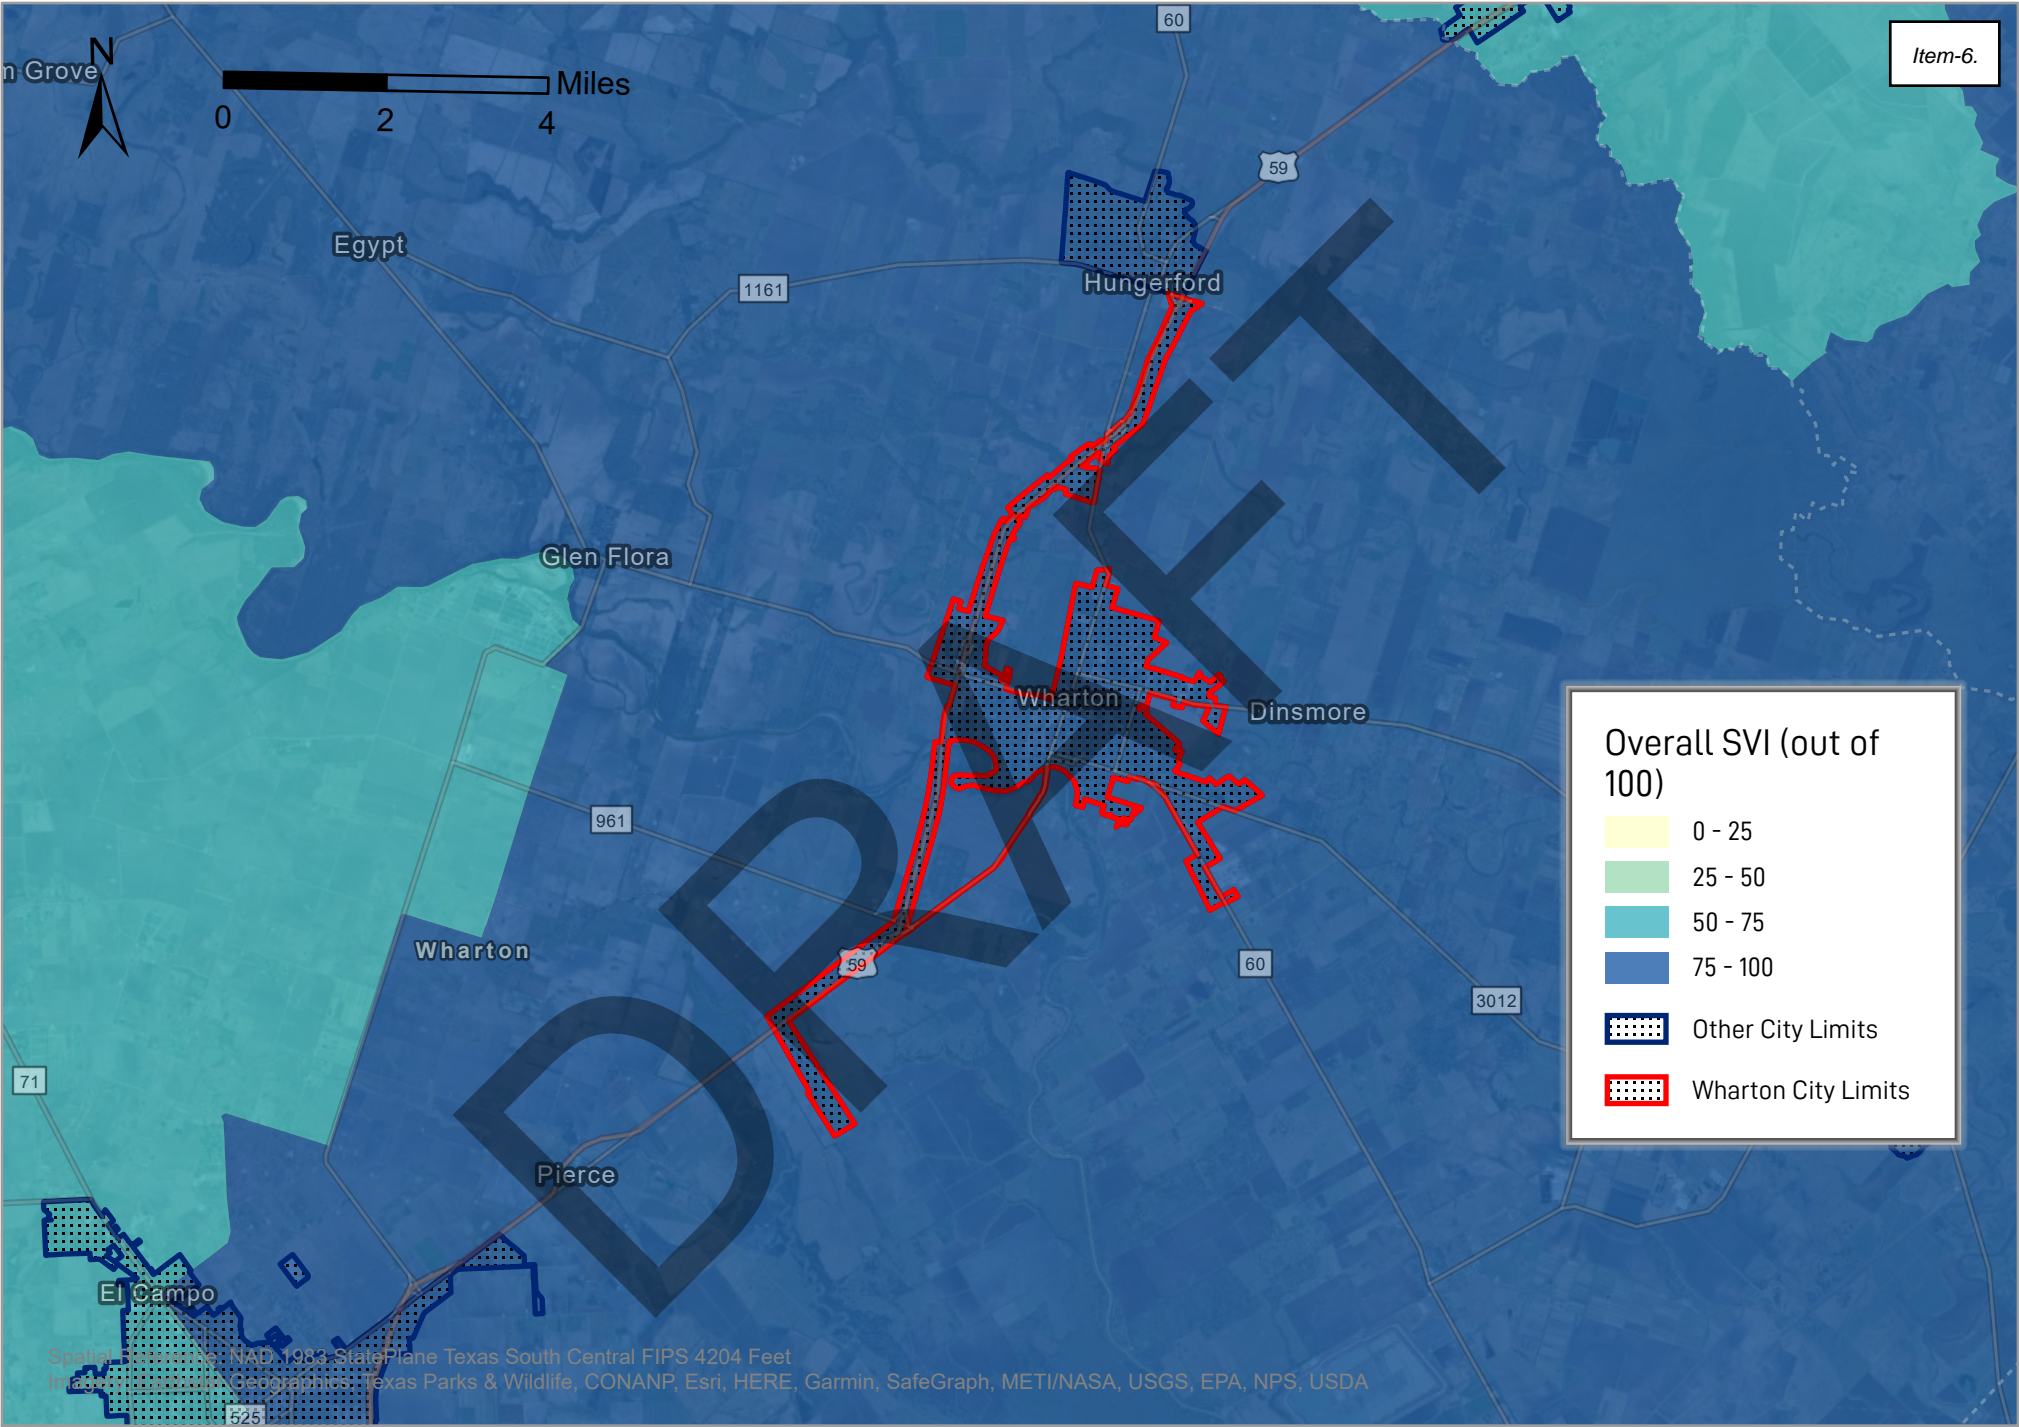 60
Item-6.
N
n Grove
Miles
0 2 4
59
Egypt
1161
Hungerford
Glen Flora
Wharton
Dinsmore
Overall SVI (out of
100)
0 - 25
25 - 50
50 - 75
75 - 100
Other City Limits
Wharton City Limits
961
Wharton
59
60
3012
71
Pierce
El Campo
DRAFT
Spatial NAD 1983 StatePlane Texas South Central FIPS 4204 Feet
Geographics, Texas Parks & Wildlife, CONANP, Esri, HERE, Garmin, SafeGraph, METI/NASA, USGS, EPA, NPS, USDA
525